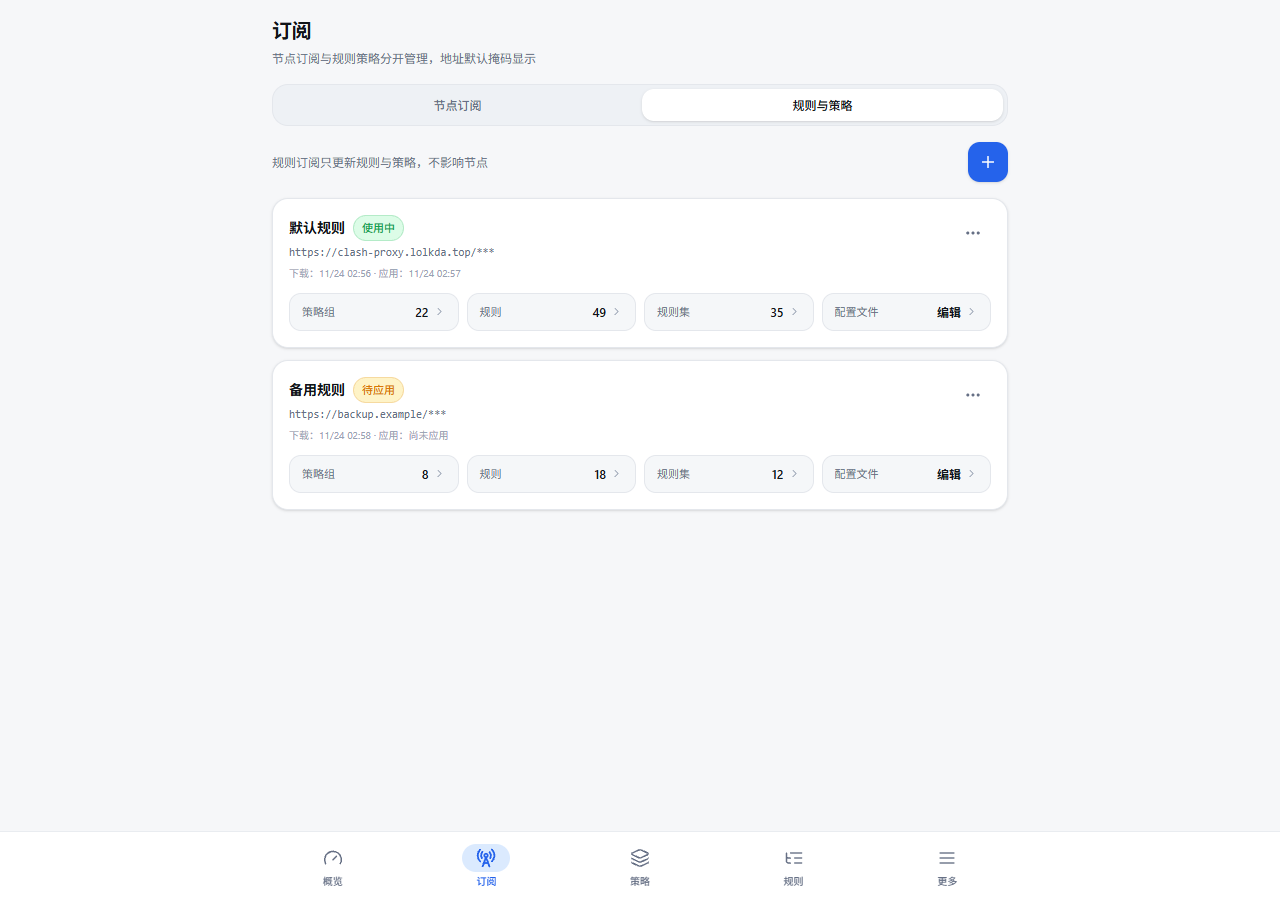 订阅
节点订阅与规则策略分开管理，地址默认掩码显示
节点订阅 规则与策略
规则订阅只更新规则与策略，不影响节点
默认规则 使用中
https://clash-proxy.lolkda.top/***
下载：11/24 02:56 · 应用：11/24 02:57
策略组 22 规则 49 规则集 35 配置文件 编辑
备用规则 待应用
https://backup.example/***
下载：11/24 02:58 · 应用：尚未应用
策略组 8 规则 18 规则集 12 配置文件 编辑
概览 订阅 策略 规则 更多